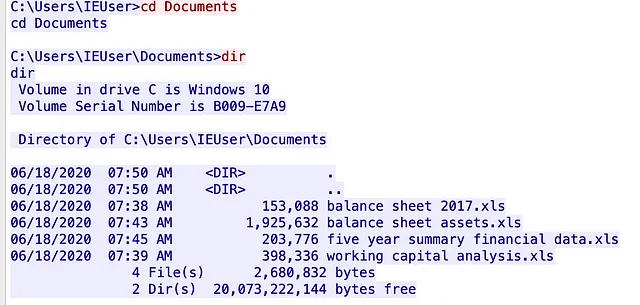 C:\Users\IEUser>cd Documents
cd Documents
C:\Users\IEUser\Documents>dir
dir
 Volume in drive C is Windows 10
 Volume Serial Number is B009-E7A9
 Directory of C:\Users\IEUser\Documents
06/18/2020  07:50 AM    <DIR>          .
06/18/2020  07:50 AM    <DIR>          ..
06/18/2020  07:38 AM           153,088 balance sheet 2017.xls
06/18/2020  07:43 AM         1,925,632 balance sheet assets.xls
06/18/2020  07:45 AM           203,776 five year summary financial data.xls
06/18/2020  07:39 AM           398,336 working capital analysis.xls
               4 File(s)      2,680,832 bytes
               2 Dir(s)  20,073,222,144 bytes free